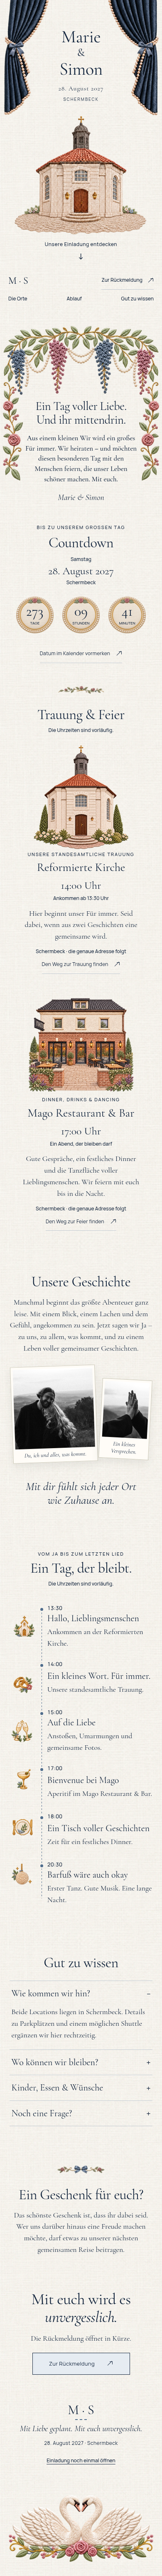 Marie
&
Simon
28. August 2027
SCHERMBECK
Unsere Einladung entdecken
↓
M · S
Zur Rückmeldung ↗
Die Orte
Ablauf
Gut zu wissen
Ein Tag voller Liebe.
Und ihr mittendrin.
Aus einem kleinen Wir wird ein großes
Für immer. Wir heiraten – und möchten
diesen besonderen Tag mit den
Menschen feiern, die unser Leben
schöner machen. Mit euch.
Marie & Simon
BIS ZU UNSEREM GROSSEN TAG
Countdown
Samstag
28. August 2027
Schermbeck
273
TAGE
09
STUNDEN
41
MINUTEN
Datum im Kalender vormerken ↗
Trauung & Feier
Die Uhrzeiten sind vorläufig.
UNSERE STANDESAMTLICHE TRAUUNG
Reformierte Kirche
14:00 Uhr
Ankommen ab 13:30 Uhr
Hier beginnt unser Für immer. Seid
dabei, wenn aus zwei Geschichten eine
gemeinsame wird.
Schermbeck · die genaue Adresse folgt
Den Weg zur Trauung finden ↗
DINNER, DRINKS & DANCING
Mago Restaurant & Bar
17:00 Uhr
Ein Abend, der bleiben darf
Gute Gespräche, ein festliches Dinner
und die Tanzfläche voller
Lieblingsmenschen. Wir feiern mit euch
bis in die Nacht.
Schermbeck · die genaue Adresse folgt
Den Weg zur Feier finden ↗
Unsere Geschichte
Manchmal beginnt das größte Abenteuer ganz
leise. Mit einem Blick, einem Lachen und dem
Gefühl, angekommen zu sein. Jetzt sagen wir Ja –
zu uns, zu allem, was kommt, und zu einem
Leben voller gemeinsamer Geschichten.
Du, ich und alles, was kommt.
Ein kleines
Versprechen.
Mit dir fühlt sich jeder Ort
wie Zuhause an.
VOM JA BIS ZUM LETZTEN LIED
Ein Tag, der bleibt.
Die Uhrzeiten sind vorläufig.
13:30
Hallo, Lieblingsmenschen
Ankommen an der Reformierten
Kirche.
14:00
Ein kleines Wort. Für immer.
Unsere standesamtliche Trauung.
15:00
Auf die Liebe
Anstoßen, Umarmungen und
gemeinsame Fotos.
17:00
Bienvenue bei Mago
Aperitif im Mago Restaurant & Bar.
18:00
Ein Tisch voller Geschichten
Zeit für ein festliches Dinner.
20:30
Barfuß wäre auch okay
Erster Tanz. Gute Musik. Eine lange
Nacht.
Gut zu wissen
Wie kommen wir hin? –
Beide Locations liegen in Schermbeck. Details
zu Parkplätzen und einem möglichen Shuttle
ergänzen wir hier rechtzeitig.
Wo können wir bleiben? +
Kinder, Essen & Wünsche +
Noch eine Frage? +
Ein Geschenk für euch?
Das schönste Geschenk ist, dass ihr dabei seid.
Wer uns darüber hinaus eine Freude machen
möchte, darf etwas zu unserer nächsten
gemeinsamen Reise beitragen.
Mit euch wird es
unvergesslich.
Die Rückmeldung öffnet in Kürze.
Zur Rückmeldung ↗
M · S
Mit Liebe geplant. Mit euch unvergesslich.
28. August 2027 · Schermbeck
Einladung noch einmal öffnen